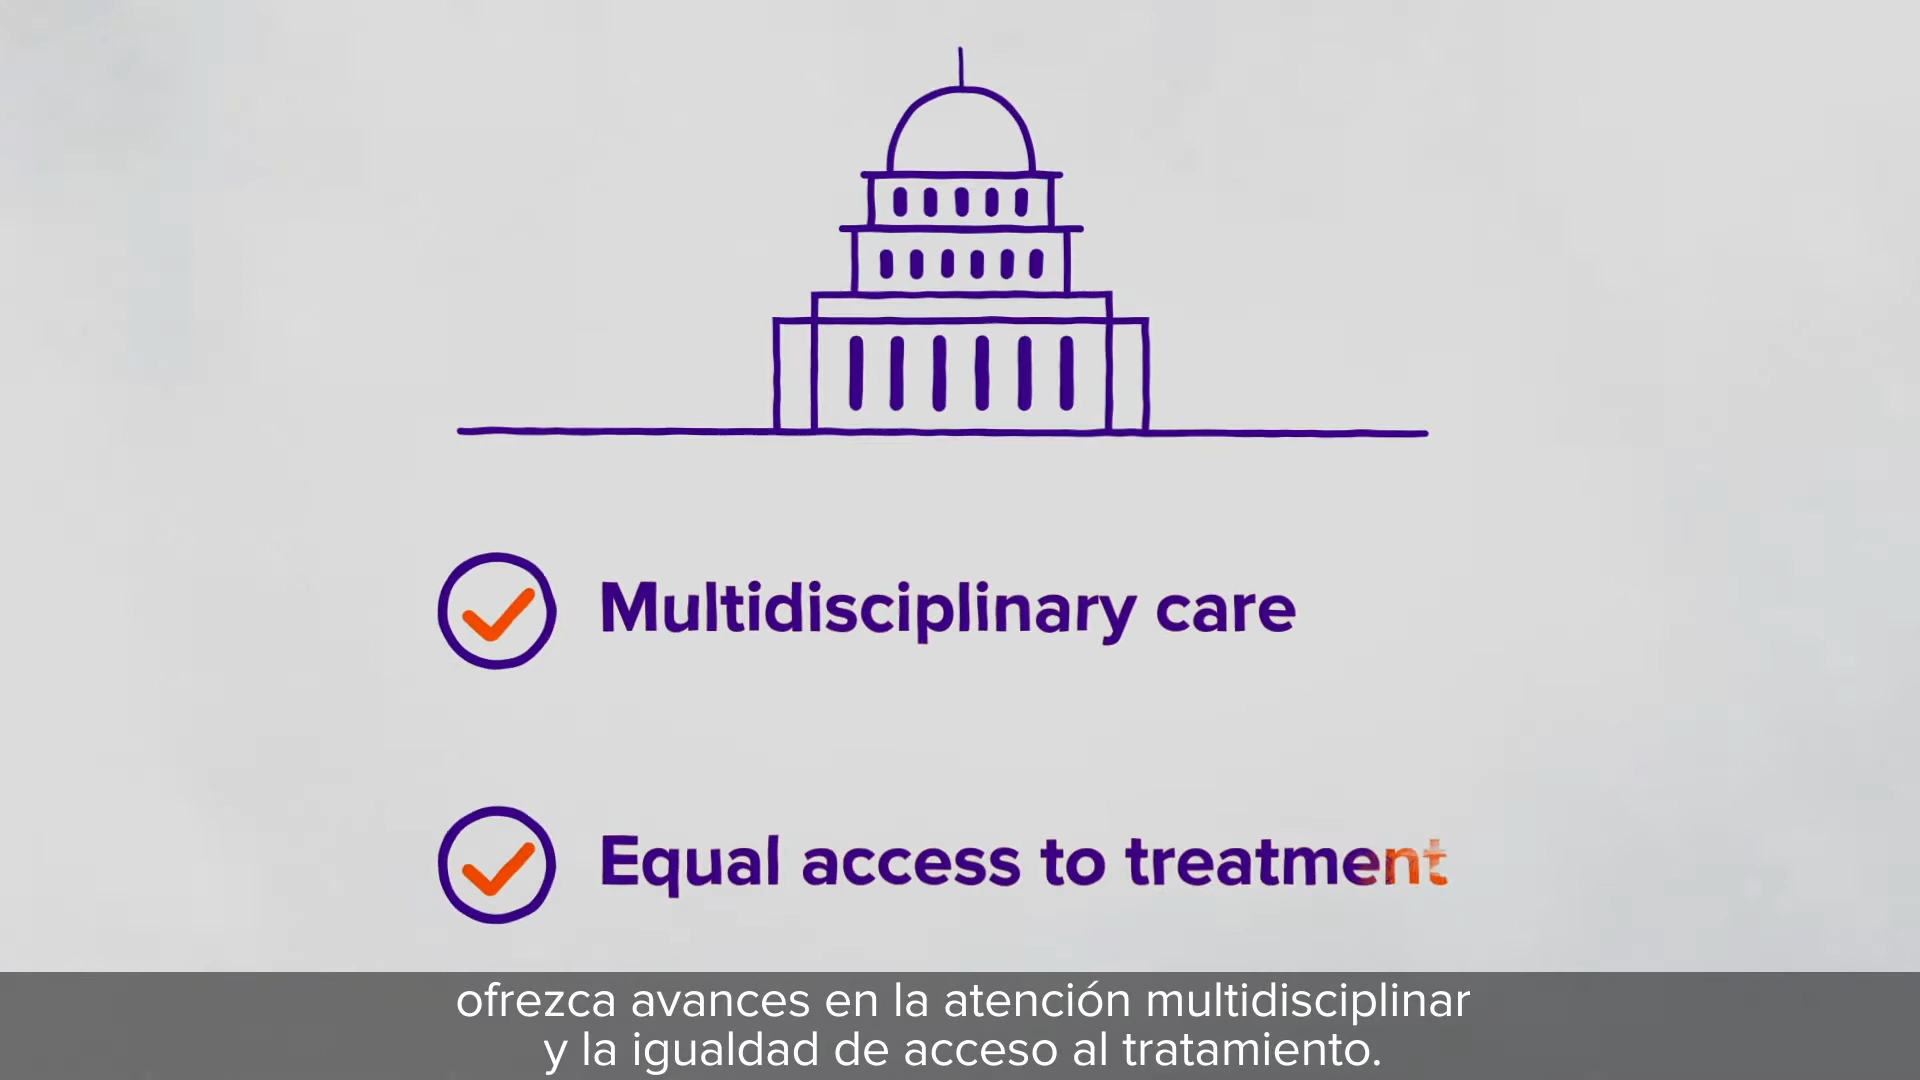 Multidisciplinary care
Equal access to treatment
ofrezca avances en la atención multidisciplinar
y la igualdad de acceso al tratamiento.